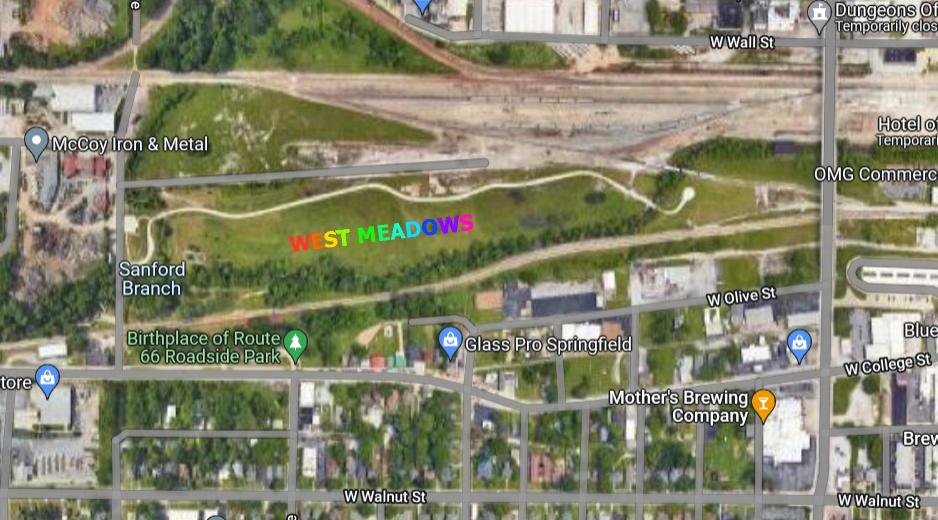 Dungeons Of
Temporarily clos
W Wall St
McCoy Iron & Metal
Hotel of
Temporari
OMG Commerc
WEST MEADOWS
Sanford
Branch
W Olive St
Birthplace of Route
66 Roadside Park
Glass Pro Springfield
Blue
W College St
tore
Mother's Brewing
Company
Brew
W Walnut St
W Walnut St